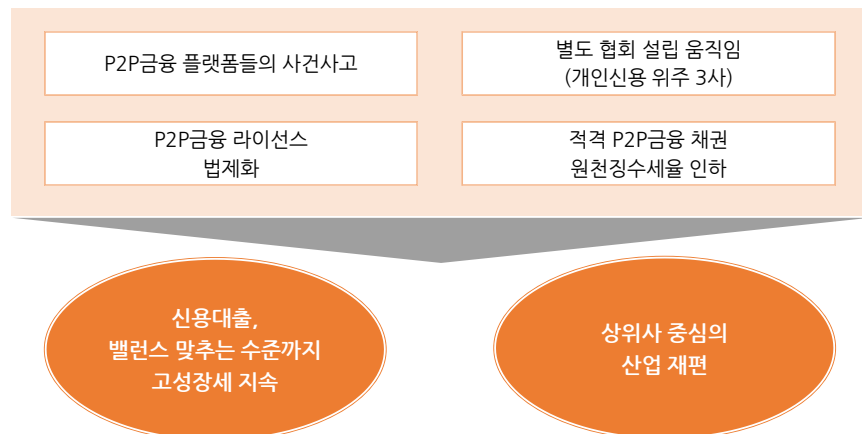 P2P금융 플랫폼들의 사건사고
별도 협회 설립 움직임
(개인신용 위주 3사)
P2P금융 라이선스
법제화
적격 P2P금융 채권
원천징수세율 인하
신용대출,
밸런스 맞추는 수준까지
고성장세 지속
상위사 중심의
산업 재편